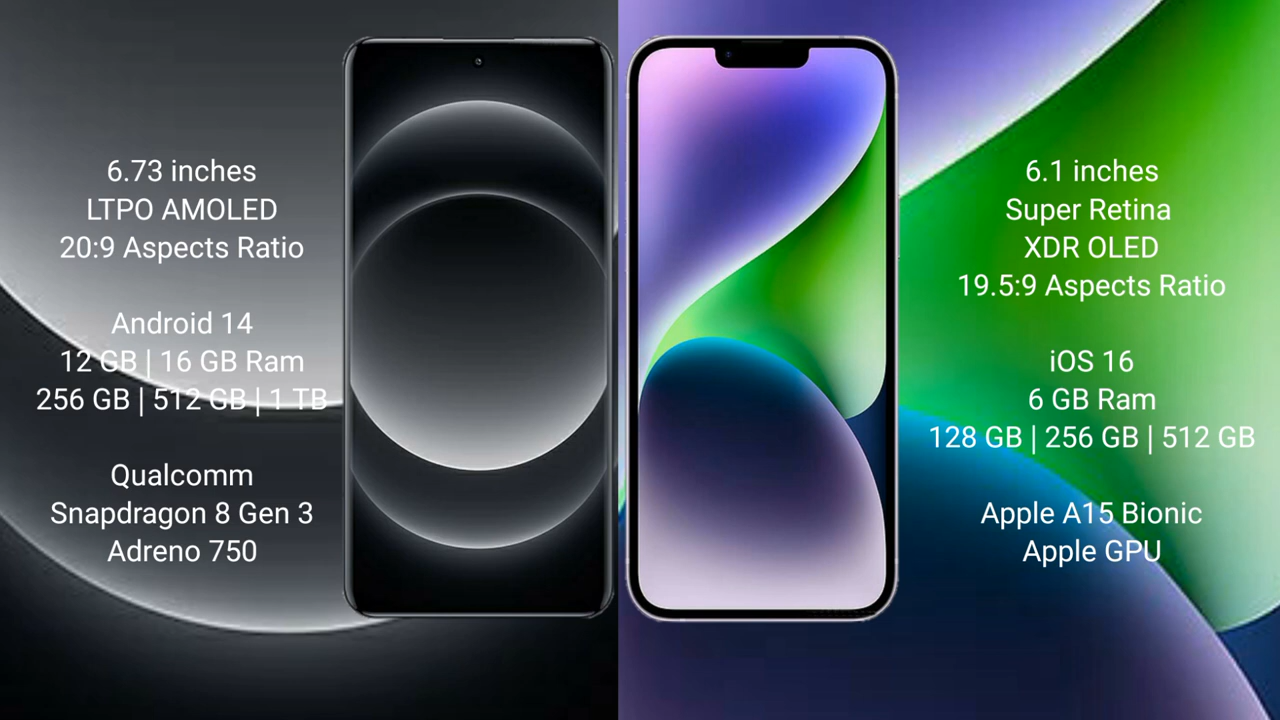 6.73 inches
LTPO AMOLED
20:9 Aspects Ratio
Android 14
12 GB | 16 GB Ram
256 GB | 512 GB | 1 TB
Qualcomm
Snapdragon 8 Gen 3
Adreno 750
6.1 inches
Super Retina
XDR OLED
19.5:9 Aspects Ratio
iOS 16
6 GB Ram
128 GB | 256 GB | 512 GB
Apple A15 Bionic
Apple GPU